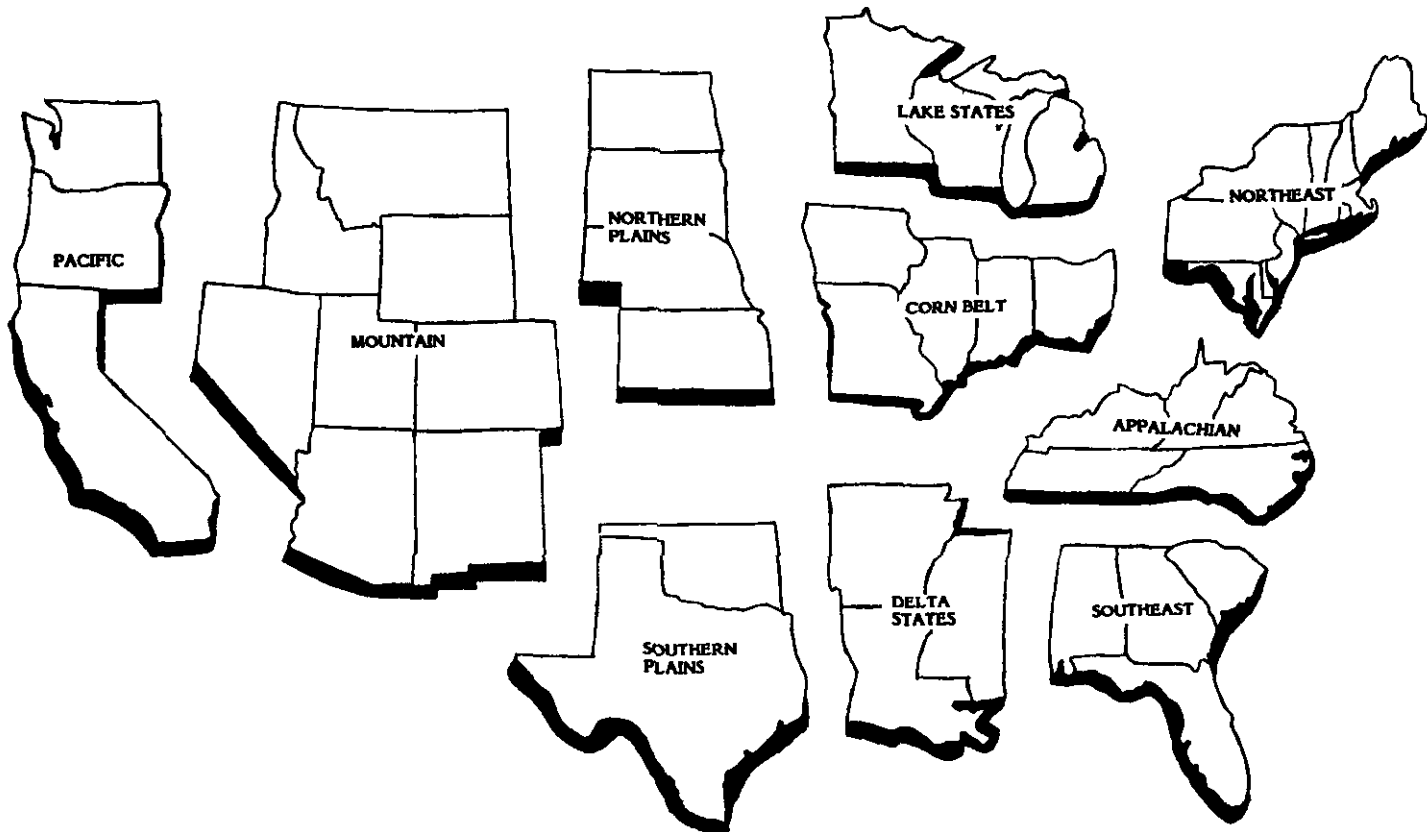 LAKE STATES
NORTHEAST
NORTHERN
PLAINS
PACIFIC
CORN BELT
MOUNTAIN
APPALACHIAN
DELTA
STATES
SOUTHEAST
SOUTHERN
PLAINS